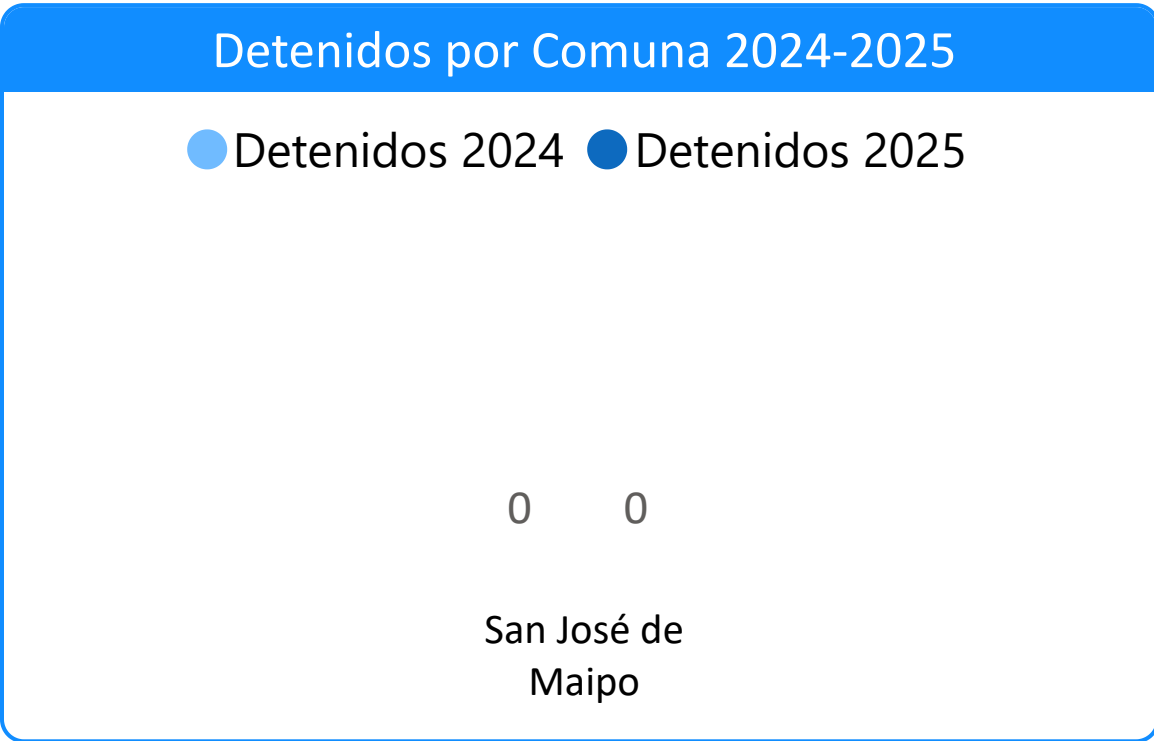 Detenidos por Comuna 2024-2025
Detenidos 2024 Detenidos 2025
0 0
San José de
Maipo